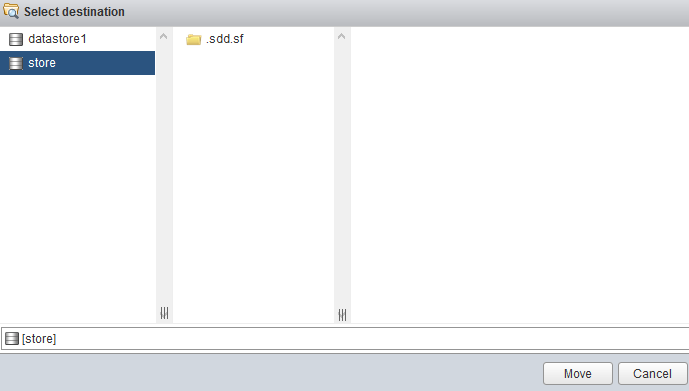 Select destination
datastore1
.sdd.sf
store
[store]
Move Cancel